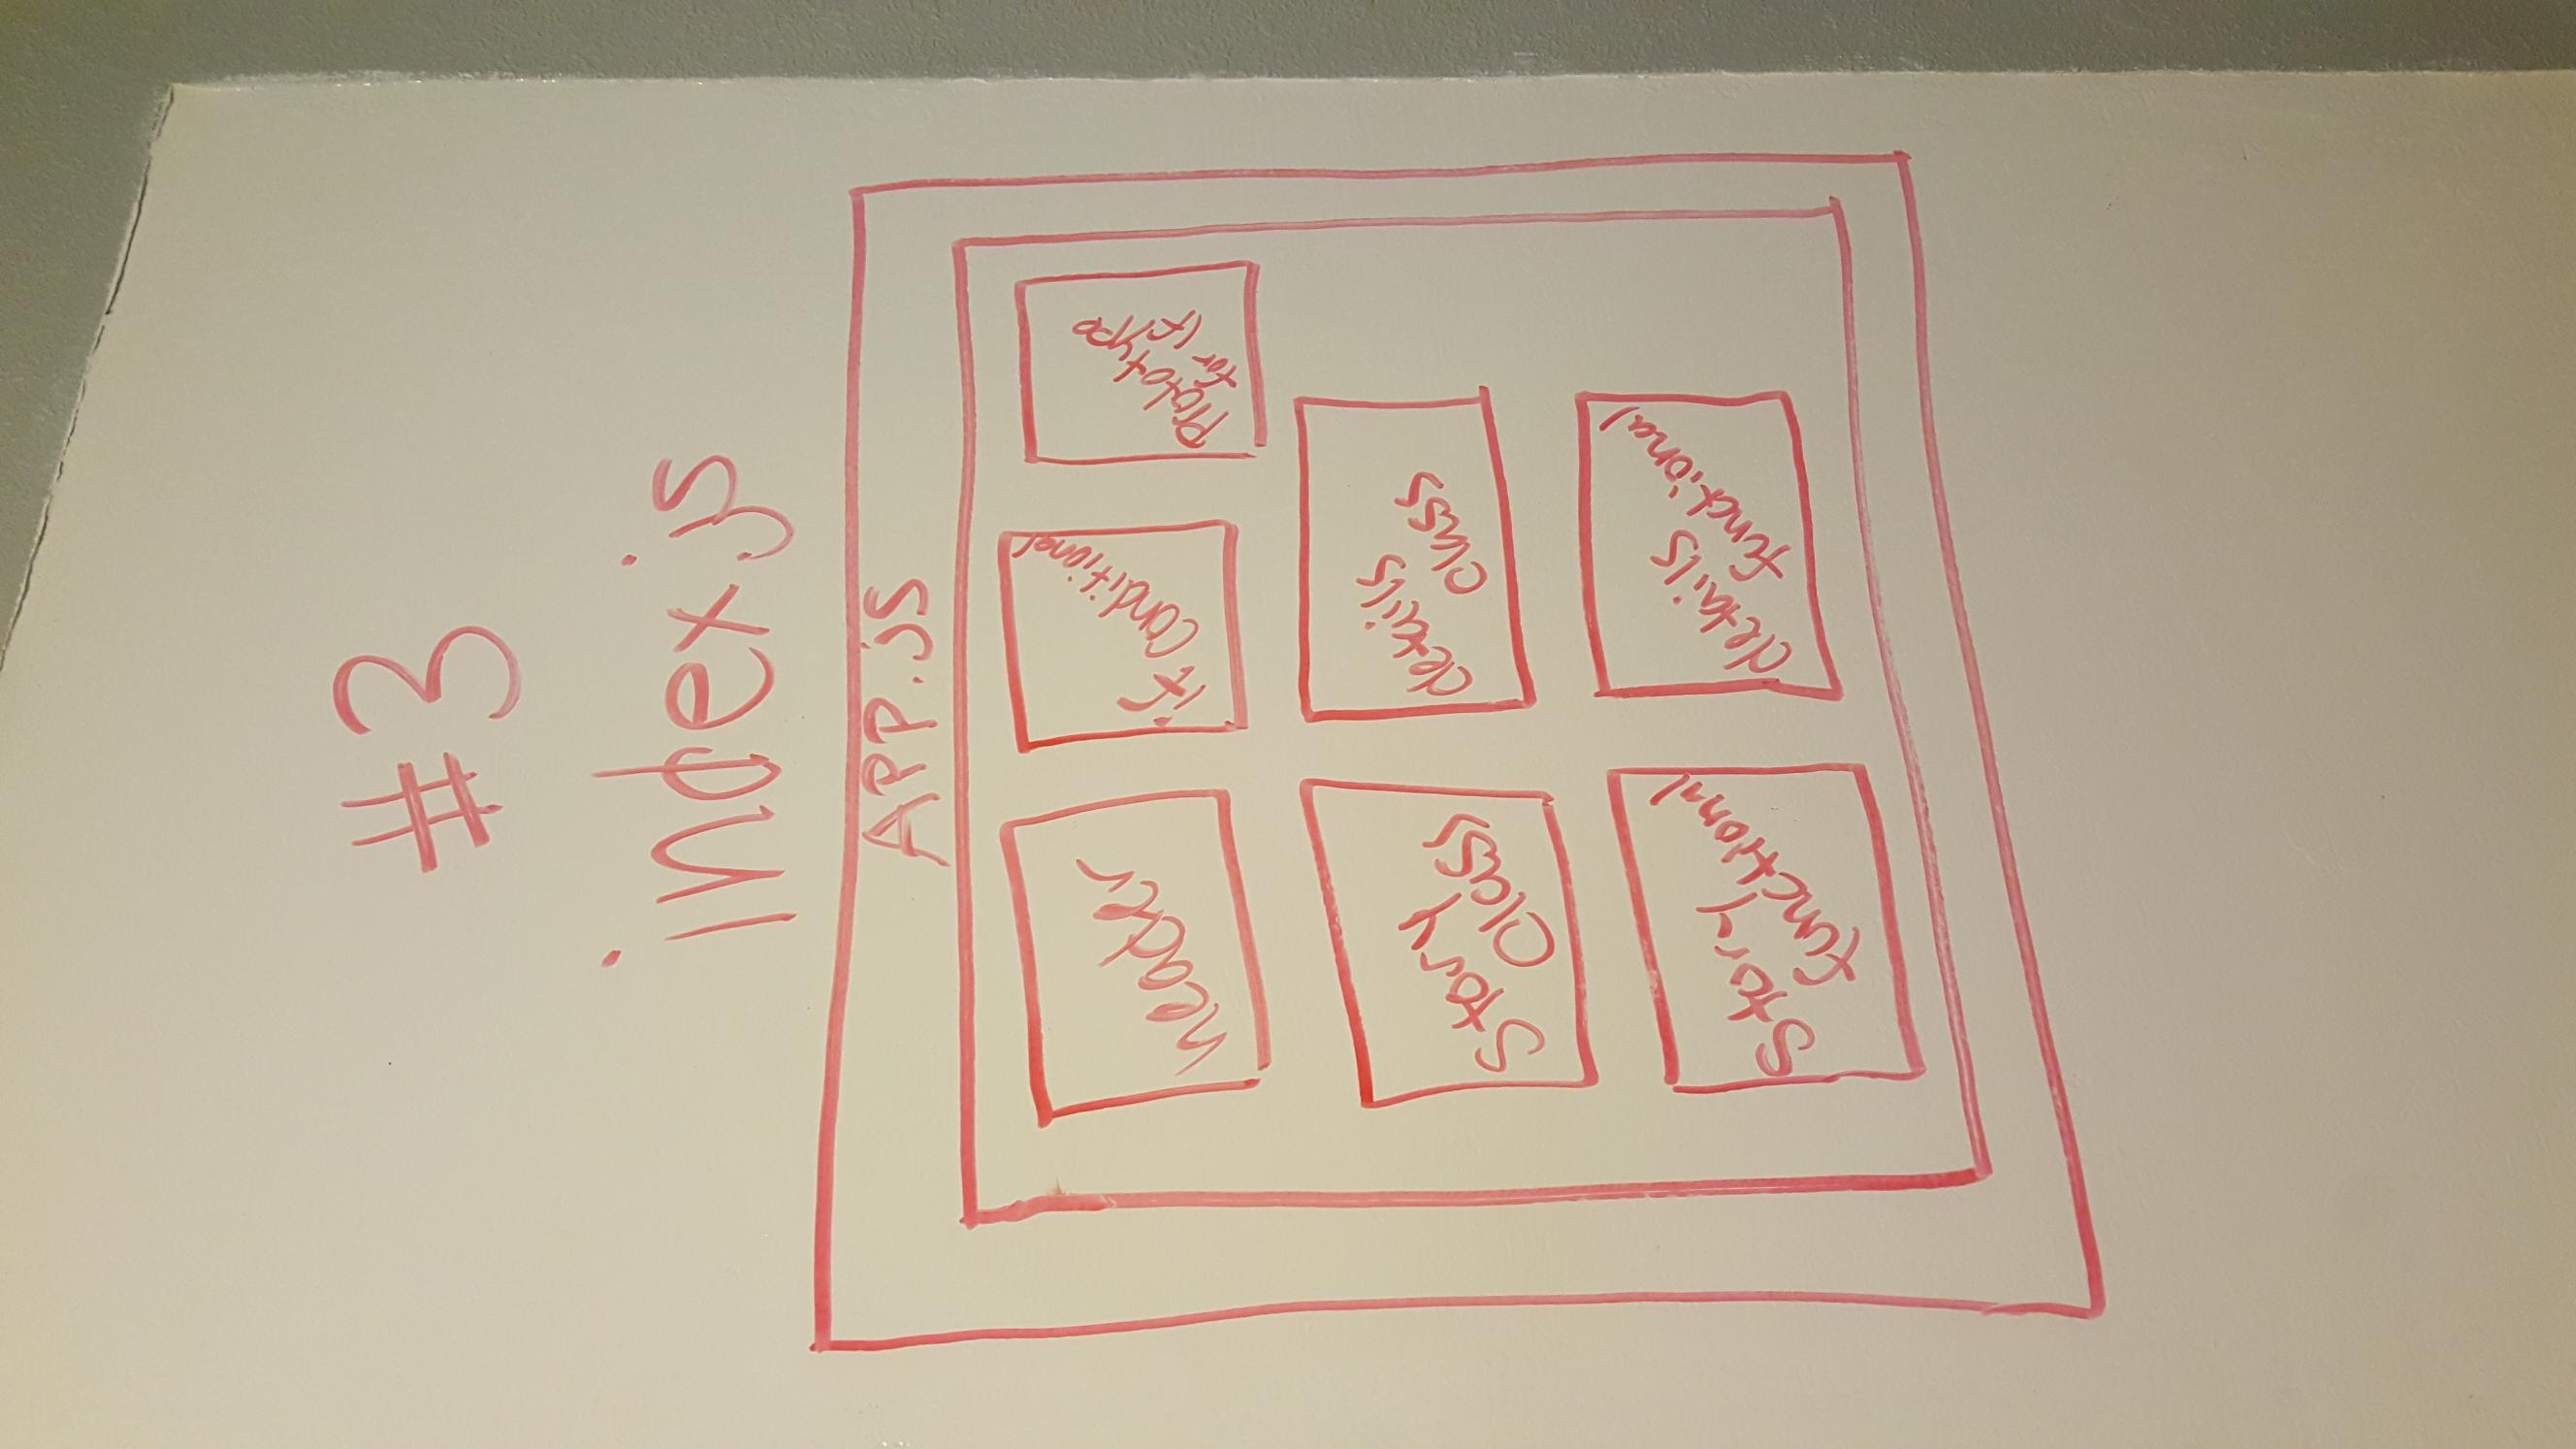 #3
index.js
APP.js
header
if conditional
Prototype
for if
Story
Class
details
class
Story
functional
details
functional